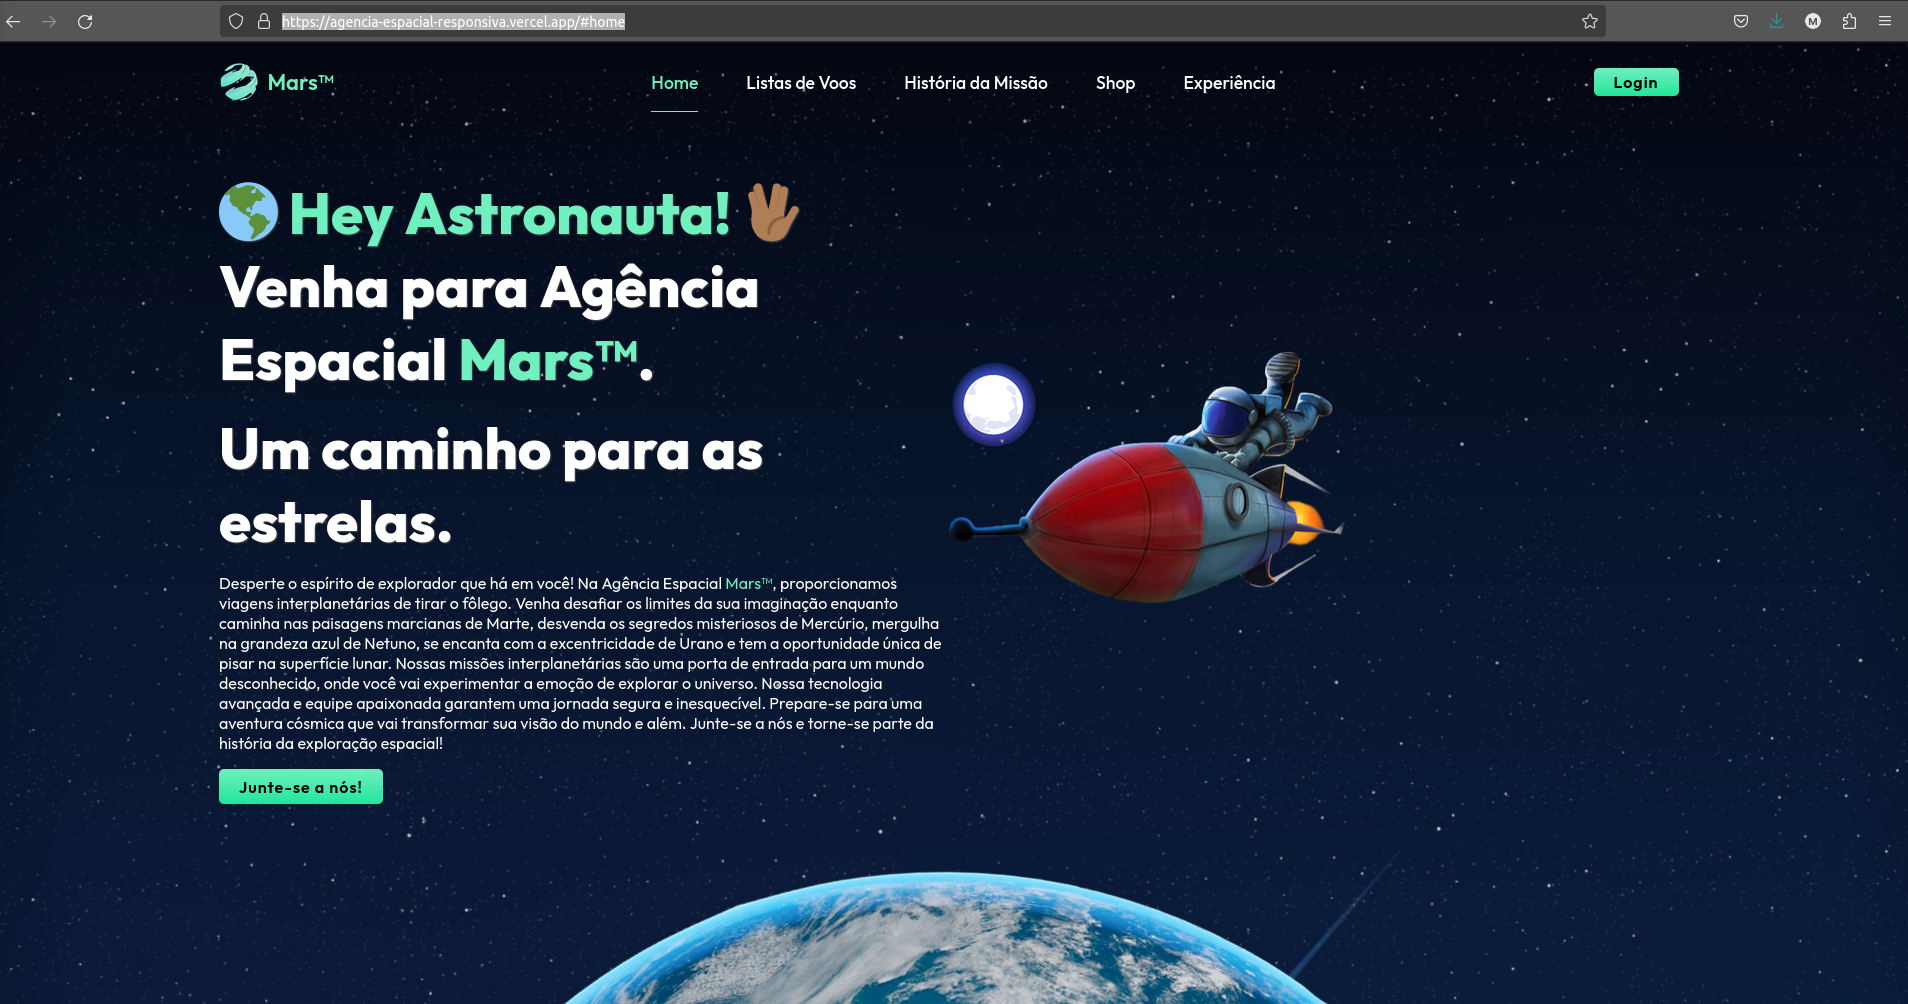 https://agencia-espacial-responsiva.vercel.app/#home
M
Mars™
Home
Listas de Voos
História da Missão
Shop
Experiência
Login
Hey Astronauta!
Venha para Agência
Espacial Mars™.
Um caminho para as
estrelas.
Desperte o espírito de explorador que há em você! Na Agência Espacial Mars™, proporcionamos
viagens interplanetárias de tirar o fôlego. Venha desafiar os limites da sua imaginação enquanto
caminha nas paisagens marcianas de Marte, desvenda os segredos misteriosos de Mercúrio, mergulha
na grandeza azul de Netuno, se encanta com a excentricidade de Urano e tem a oportunidade única de
pisar na superfície lunar. Nossas missões interplanetárias são uma porta de entrada para um mundo
desconhecido, onde você vai experimentar a emoção de explorar o universo. Nossa tecnologia
avançada e equipe apaixonada garantem uma jornada segura e inesquecível. Prepare-se para uma
aventura cósmica que vai transformar sua visão do mundo e além. Junte-se a nós e torne-se parte da
história da exploração espacial!
Junte-se a nós!